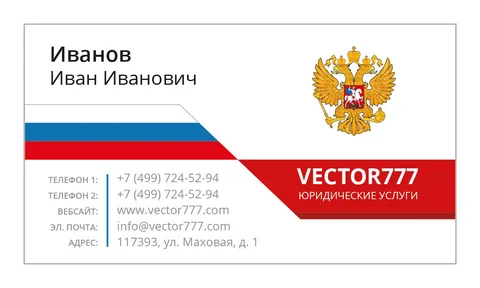 Иванов
Иван Иванович
VECTOR777
ЮРИДИЧЕСКИЕ УСЛУГИ
ТЕЛЕФОН 1: +7 (499) 724-52-94
ТЕЛЕФОН 2: +7 (499) 724-52-94
ВЕБСАЙТ: www.vector777.com
ЭЛ. ПОЧТА: info@vector777.com
АДРЕС: 117393, ул. Маховая, д. 1